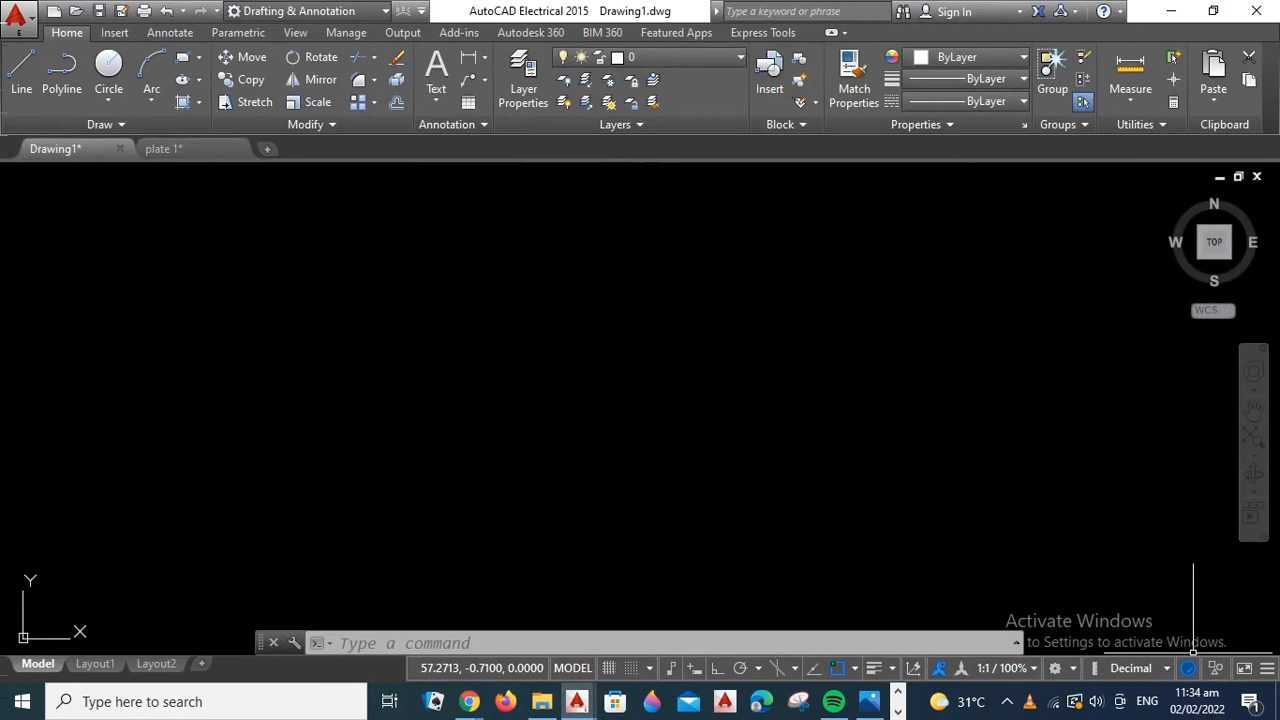 Drafting & Annotation
AutoCAD Electrical 2015 Drawing1.dwg
Type a keyword or phrase
Sign In
Home Insert Annotate Parametric View Manage Output Add-ins Autodesk 360 BIM 360 Featured Apps Express Tools
Line Polyline Circle Arc
Move Rotate
Copy Mirror
Stretch Scale
Text
Layer Properties
0
Insert
Match Properties
ByLayer
ByLayer
ByLayer
Group
Measure
Paste
Draw Modify Annotation Layers Block Properties Groups Utilities Clipboard
Drawing1* plate 1*
N
W TOP E
S
WCS
Y
X
Activate Windows
to Settings to activate Windows.
Type a command
Model Layout1 Layout2
57.2713, -0.7100, 0.0000 MODEL
1:1 / 100%
Decimal
Type here to search
31°C
ENG
11:34 am
02/02/2022
1